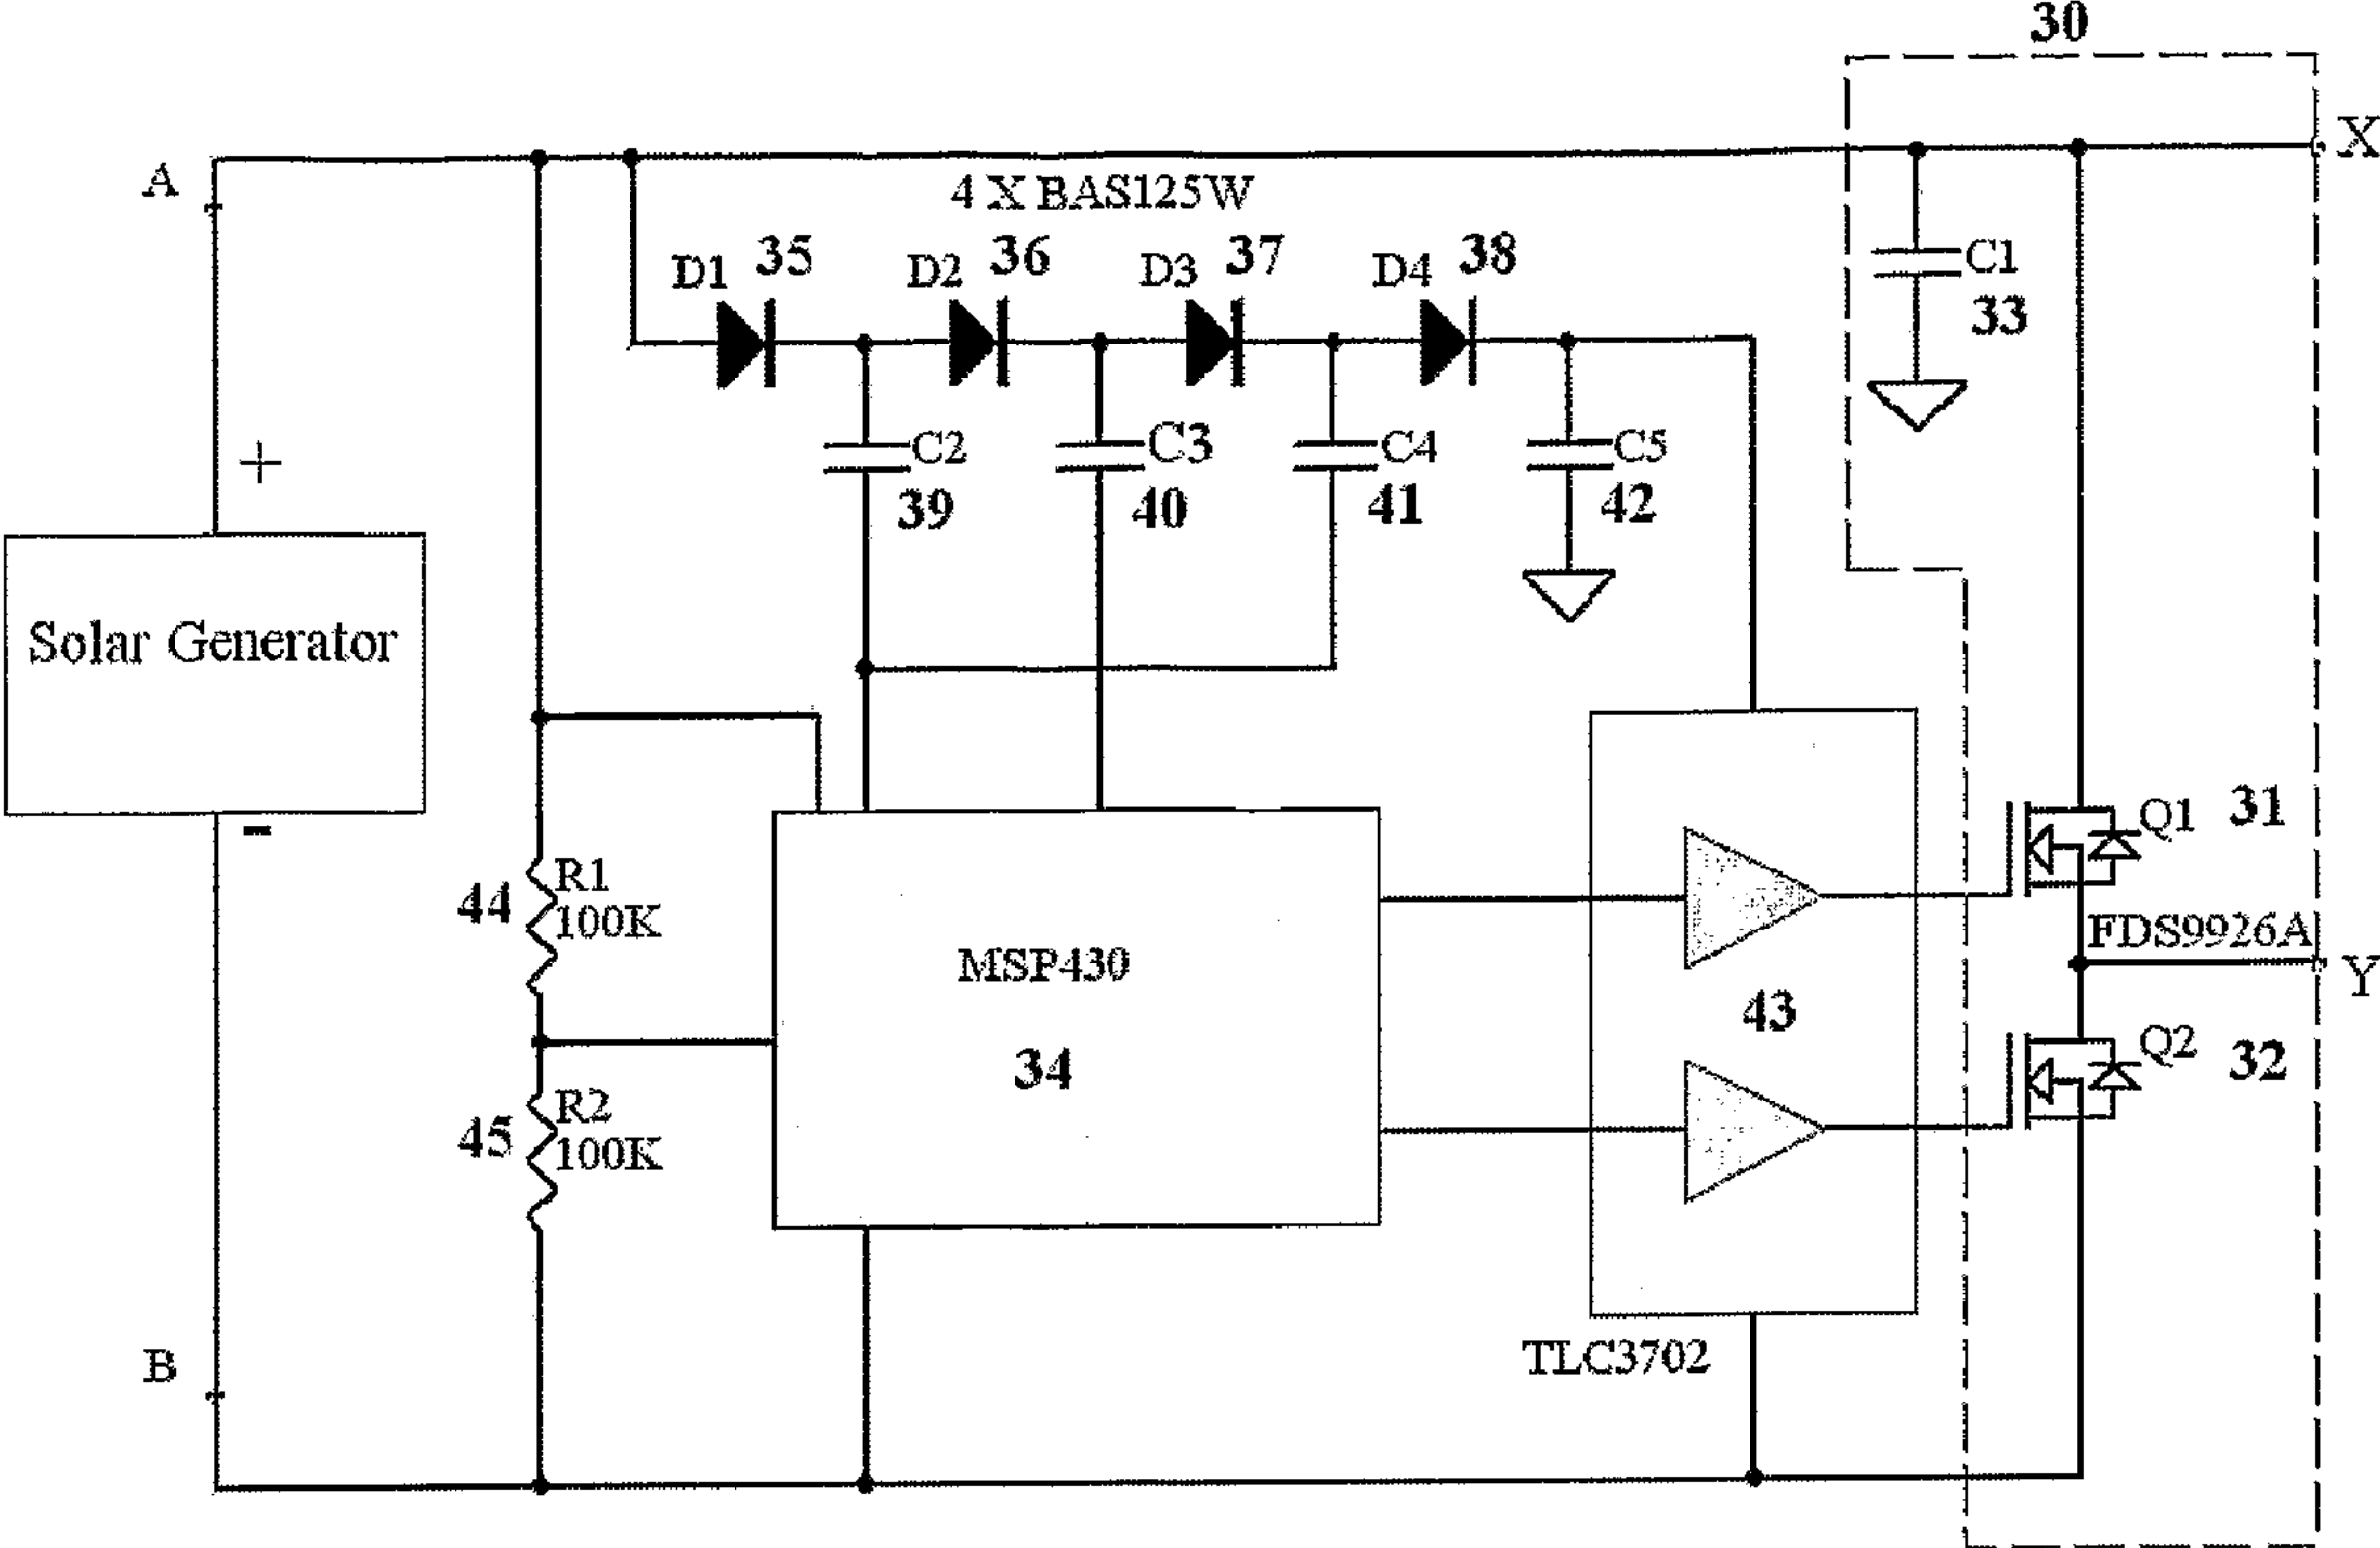 30
X
A
4 X BAS125W
D1 35
D2 36
D3 37
D4 38
C1
33
+
C2
39
C3
40
C4
41
C5
42
Solar Generator
-
Q1 31
44
R1
100K
MSP430
34
43
FDS9926A
Y
Q2 32
45
R2
100K
TLC3702
B